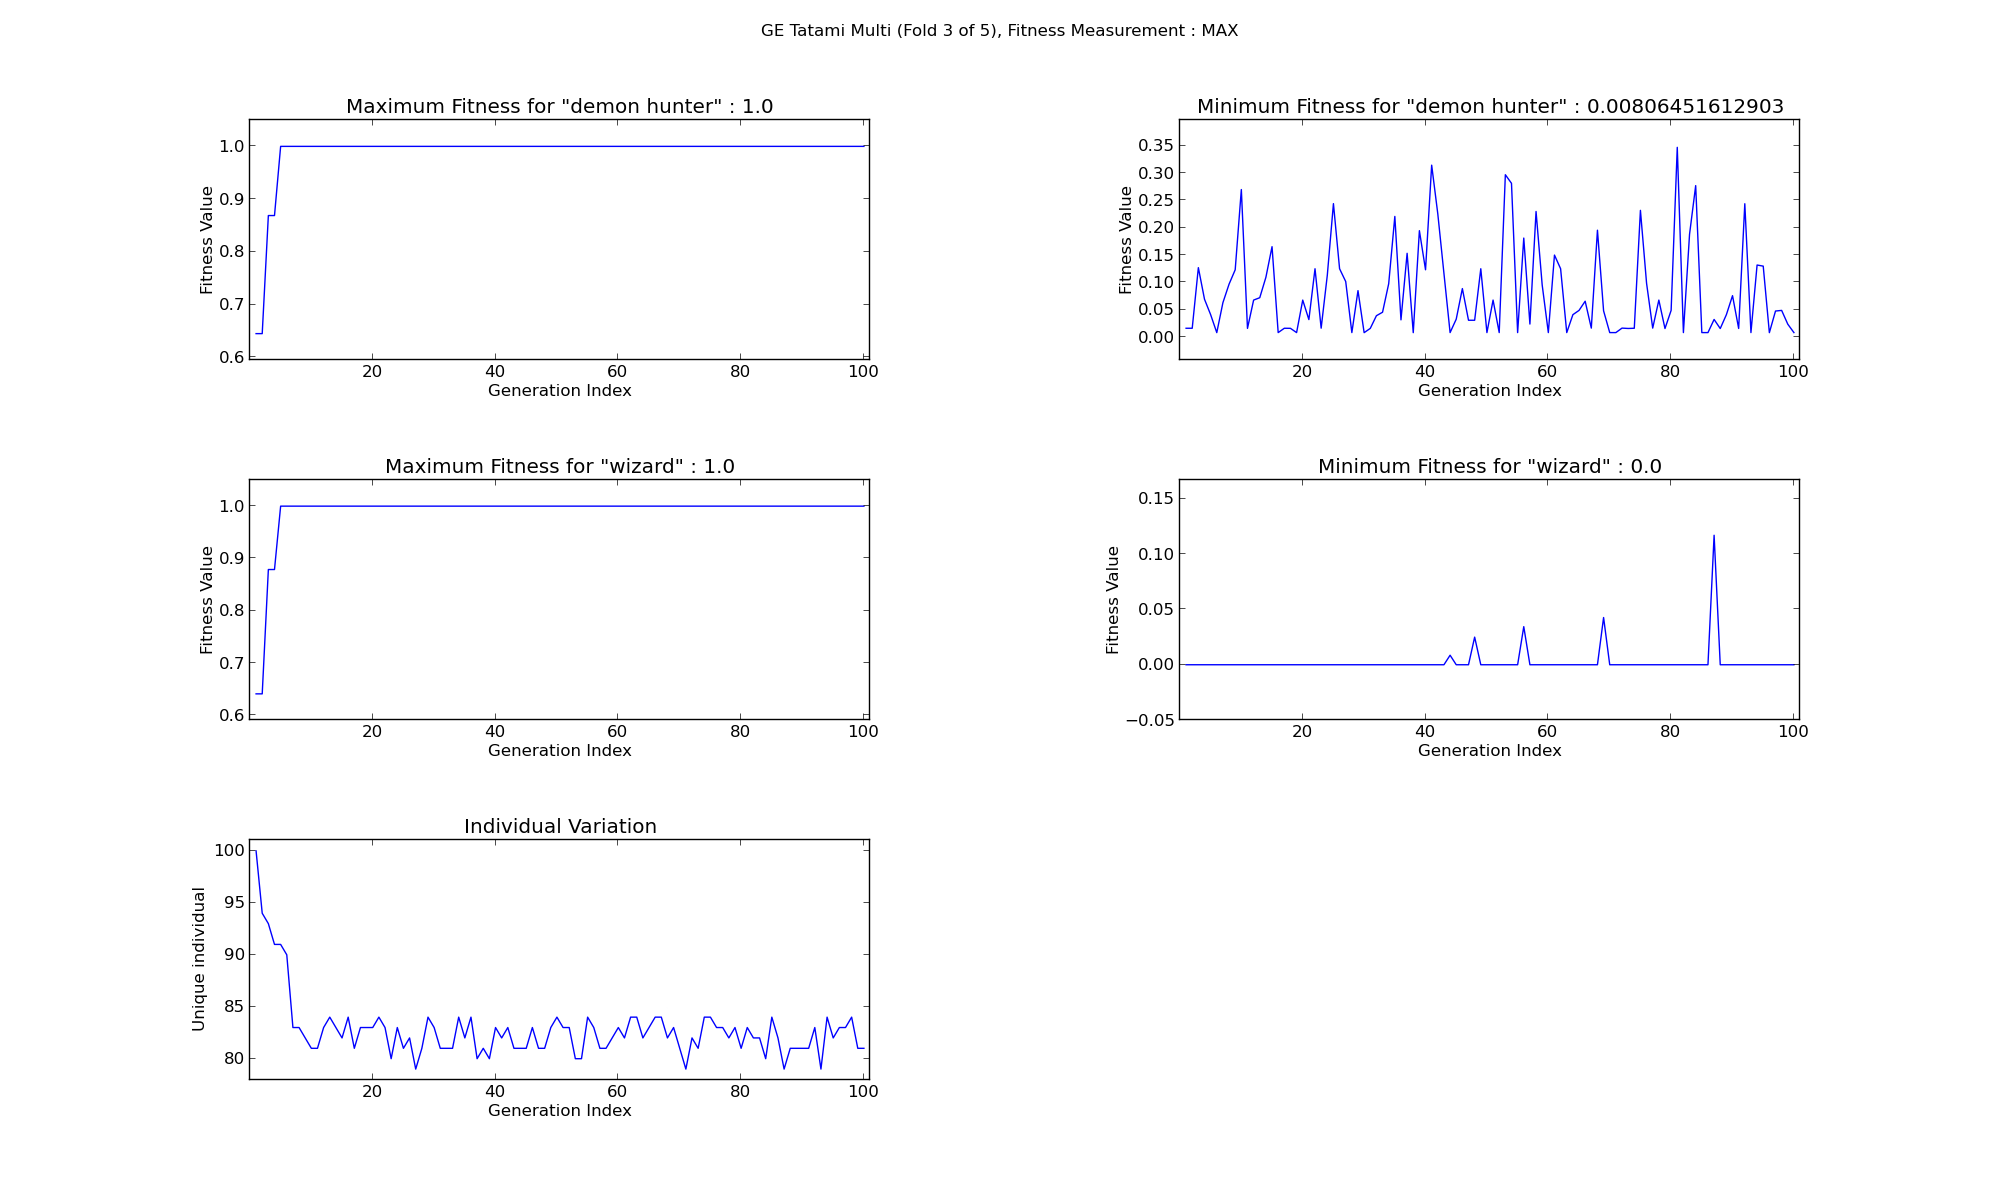 GE Tatami Multi (Fold 3 of 5), Fitness Measurement : MAX
Maximum Fitness for "demon hunter" : 1.0
Fitness Value
1.0
0.9
0.8
0.7
0.6
20 40 60 80 100
Generation Index
Minimum Fitness for "demon hunter" : 0.00806451612903
Fitness Value
0.35
0.30
0.25
0.20
0.15
0.10
0.05
0.00
20 40 60 80 100
Generation Index
Maximum Fitness for "wizard" : 1.0
Fitness Value
1.0
0.9
0.8
0.7
0.6
20 40 60 80 100
Generation Index
Minimum Fitness for "wizard" : 0.0
Fitness Value
0.15
0.10
0.05
0.00
−0.05
20 40 60 80 100
Generation Index
Individual Variation
Unique individual
100
95
90
85
80
20 40 60 80 100
Generation Index